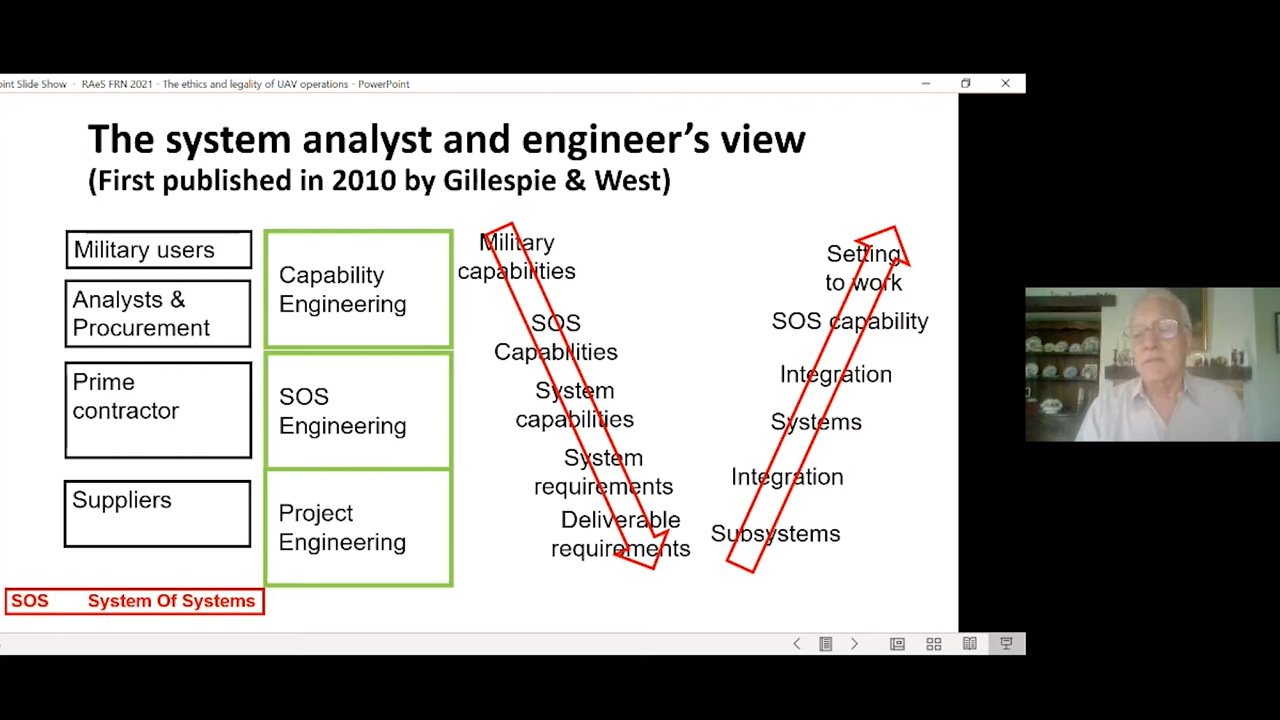 oint Slide Show - RAeS FRN 2021 - The ethics and legality of UAV operations - PowerPoint
The system analyst and engineer’s view
(First published in 2010 by Gillespie & West)
Military users
Analysts &
Procurement
Prime
contractor
Suppliers
Capability
Engineering
SOS
Engineering
Project
Engineering
Military
capabilities
SOS
Capabilities
System
capabilities
System
requirements
Deliverable
requirements
Setting
to work
SOS capability
Integration
Systems
Integration
Subsystems
SOS System Of Systems